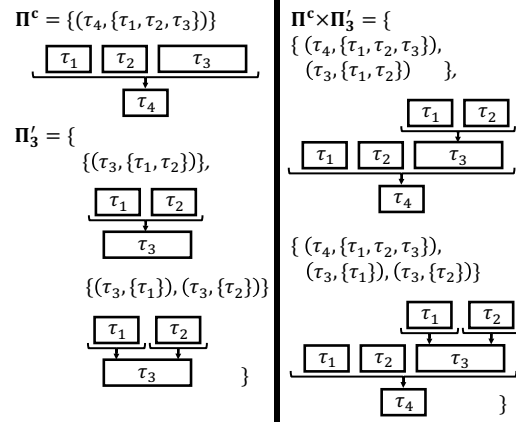 𝚷ᶜ = {(τ₄, {τ₁, τ₂, τ₃})}
τ₁ τ₂ τ₃
τ₄
𝚷′₃ = {
{(τ₃, {τ₁, τ₂})},
τ₁ τ₂
τ₃
{(τ₃, {τ₁}), (τ₃, {τ₂})}
τ₁ τ₂
τ₃ }
𝚷ᶜ×𝚷′₃ = {
{ (τ₄, {τ₁, τ₂, τ₃}),
(τ₃, {τ₁, τ₂}) },
τ₁ τ₂
τ₁ τ₂ τ₃
τ₄
{ (τ₄, {τ₁, τ₂, τ₃}),
(τ₃, {τ₁}), (τ₃, {τ₂})}
τ₁ τ₂
τ₁ τ₂ τ₃
τ₄ }